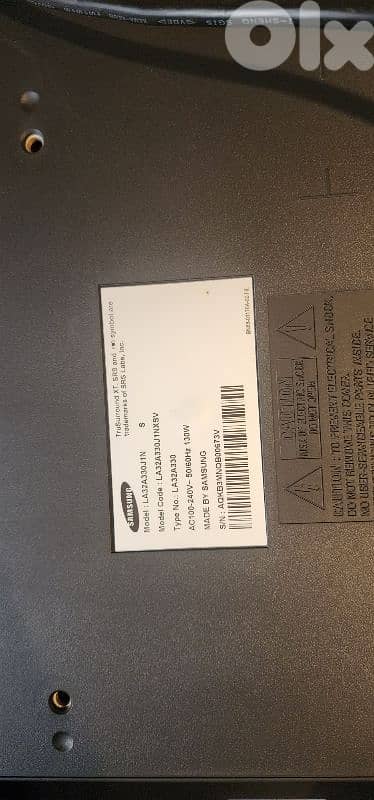 olx
SAMSUNG
Model : LA32A330J1N S
Model Code : LA32A330J1NXSV
Type No. : LA32A330
AC100-240V~ 50/60Hz 130W
MADE BY SAMSUNG
S/N : AQKB3MNQB00673V
TruSurround XT, SRS and symbol are
trademarks of SRS Labs, Inc.
CAUTION
RISK OF ELECTRIC SHOCK
DO NOT OPEN
CAUTION: TO PREVENT ELECTRICAL SHOCK,
DO NOT REMOVE THIS COVER.
NO USER-SERVICEABLE PARTS INSIDE.